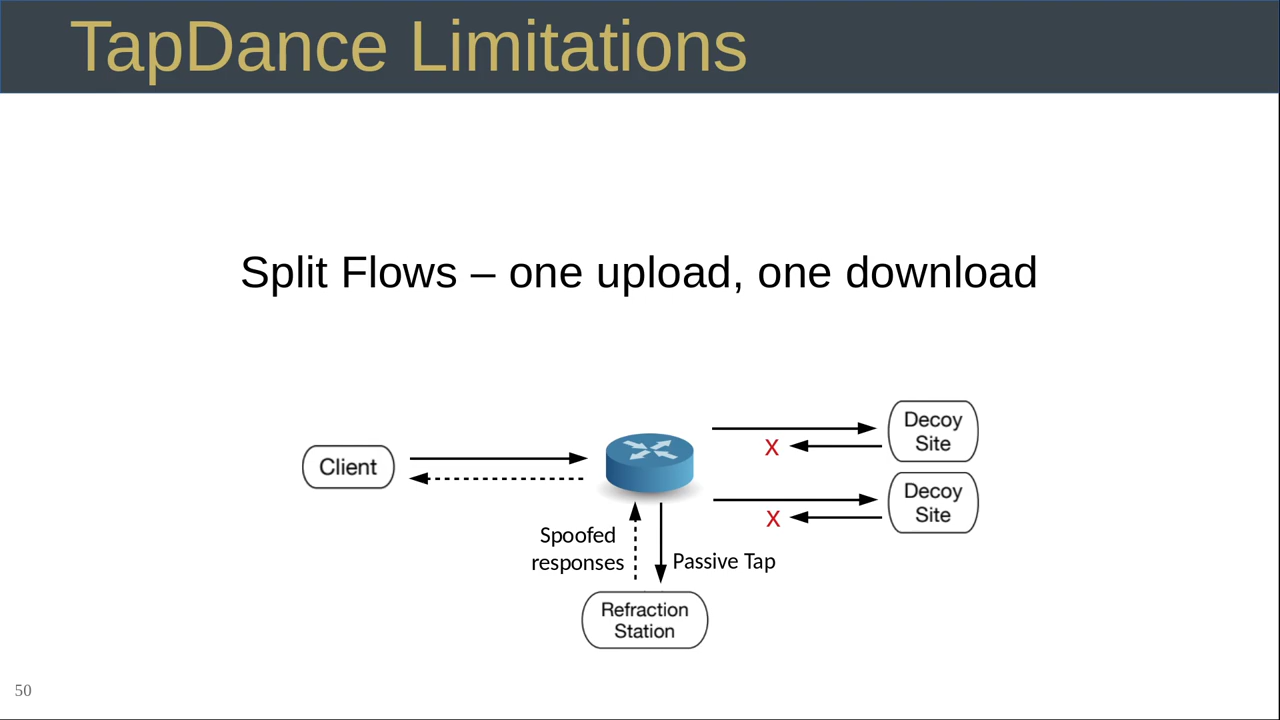 TapDance Limitations
Split Flows – one upload, one download
Client
Decoy
Site
X
Decoy
Site
X
Spoofed
responses
Passive Tap
Refraction
Station
50